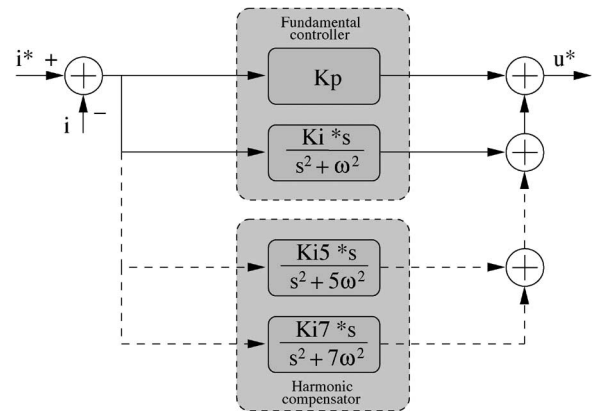 Fundamental
controller
i* +
Kp
u*
i −
Ki *s
s² + ω²
Ki5 *s
s² + 5ω²
Ki7 *s
s² + 7ω²
Harmonic
compensator